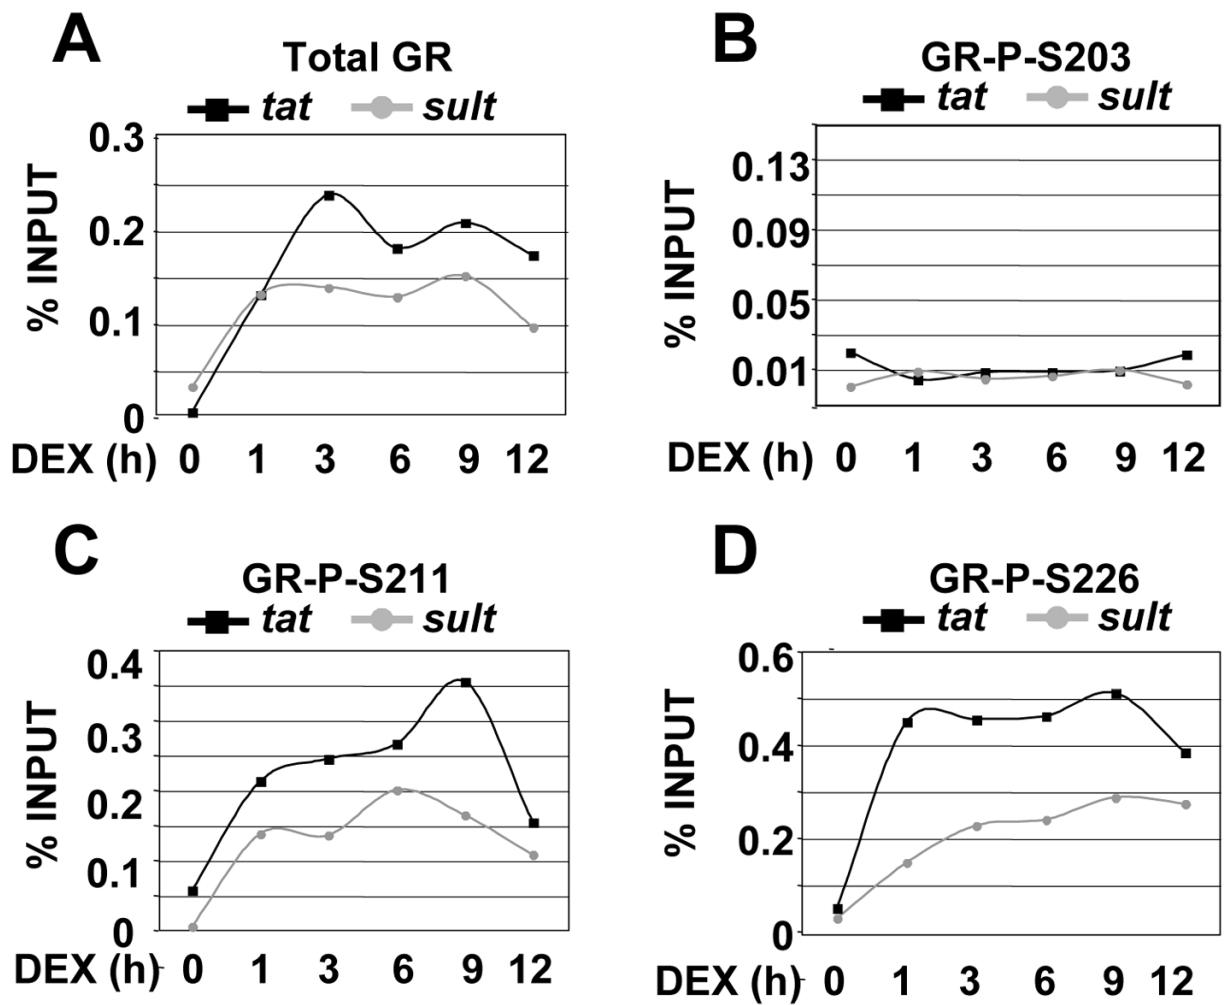 A
Total GR
tat sult
% INPUT
0.3
0.2
0.1
0
DEX (h) 0 1 3 6 9 12
B
GR-P-S203
tat sult
% INPUT
0.13
0.09
0.05
0.01
DEX (h) 0 1 3 6 9 12
C
GR-P-S211
tat sult
% INPUT
0.4
0.3
0.2
0.1
0
DEX (h) 0 1 3 6 9 12
D
GR-P-S226
tat sult
% INPUT
0.6
0.4
0.2
0
DEX (h) 0 1 3 6 9 12